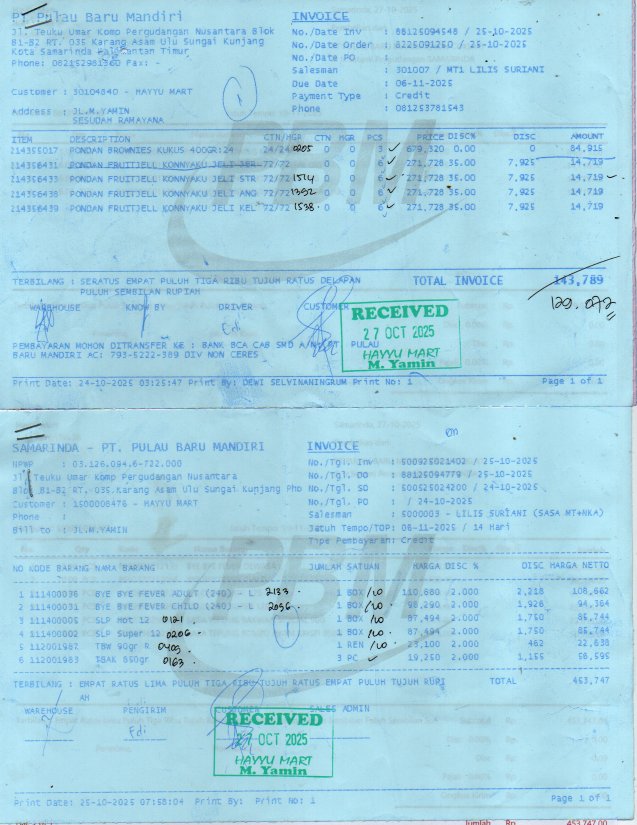 PT. Pulau Baru Mandiri
Jl. Teuku Umar Komp Pergudangan Nusantara Blok
B1-B2 RT. 035 Karang Asam Ulu Sungai Kunjang
Kota Samarinda Kalimantan Timur
Phone: 082152981360 Fax: -
Customer : 30104840 - HAYYU MART
Address : JL.M.YAMIN
SESUDAH RAMAYANA
INVOICE
No./Date Inv : 88125094548 / 25-10-2025
No./Date Order : 8225091250 / 25-10-2025
No./Date PO :
Salesman : 301007 / MT1 LILIS SURIANI
Due Date : 06-11-2025
Payment Type : Credit
Phone : 081253781543
1
ITEM DESCRIPTION CTN/HGR CTN HGR PCS PRICE DISC% DISC AMOUNT
214355017 PONDAN BROWNIES KUKUS 400GR:24 24/24 0205 0 0 3 679,320 0.00 0 84,915
214356431 PONDAN FRUITJELL KONNYAKU JELI JER 72/72 0 0 6 271,728 35.00 7,925 14,719
214356433 PONDAN FRUITJELL KONNYAKU JELI STR 72/72 1514 0 0 6 271,728 35.00 7,925 14,719
214356438 PONDAN FRUITJELL KONNYAKU JELI ANG 72/72 1392 0 0 6 271,728 35.00 7,925 14,719
214356439 PONDAN FRUITJELL KONNYAKU JELI KEL 72/72 1538 0 0 6 271,728 35.00 7,925 14,719
PBM
TERBILANG : SERATUS EMPAT PULUH TIGA RIBU TUJUH RATUS DELAPAN
PULUH SEMBILAN RUPIAH
TOTAL INVOICE 143,789
129.072
WAREHOUSE KNOW BY DRIVER CUSTOMER
Edi
RECEIVED
27 OCT 2025
HAYYU MART
M. Yamin
PEMBAYARAN MOHON DITRANSFER KE : BANK BCA CAB SMD A/N: PT PULAU
BARU MANDIRI AC: 793-5222-389 DIV NON CERES
Print Date: 24-10-2025 03:25:47 Print By: DEWI SELVINANINGRUM Print No: 1 Page 1 of 1
SAMARINDA - PT. PULAU BARU MANDIRI
NPWP : 03.126.094.6-722.000
Jl. Teuku Umar Komp Pergudangan Nusantara
Blok B1-B2 RT. 035 Karang Asam Ulu Sungai Kunjang Pho
Customer : 1500008476 - HAYYU MART
Phone :
Bill to : JL.M.YAMIN
INVOICE
No./Tgl. Inv : 500925021402 / 25-10-2025
No./Tgl. DO : 88125094779 / 25-10-2025
No./Tgl. SO : 500525024200 / 24-10-2025
No./Tgl. PO : / 24-10-2025
Salesman : 5000003 - LILIS SURIANI (SASA MT+NKA)
Jatuh Tempo/TOP: 06-11-2025 / 14 Hari
Tipe Pembayaran: Credit
NO KODE BARANG NAMA BARANG JUMLAH SATUAN HARGA DISC % DISC HARGA NETTO
1 111400036 BYE BYE FEVER ADULT (240) - L 2133 1 BOX /10 110,880 2.000 2,218 108,662
2 111400031 BYE BYE FEVER CHILD (240) - L 2036 1 BOX /10 96,290 2.000 1,926 94,364
3 111400005 SLP Hot 12 0121 1 BOX /10 87,494 2.000 1,750 85,744
4 111400002 SLP Super 12 0206 1 BOX /10 87,494 2.000 1,750 85,744
5 112001987 TBW 90gr R 0409 1 REN /10 23,100 2.000 462 22,638
6 112001983 TBAK 850gr 0163 3 PC 19,250 2.000 1,155 56,595
1
PBM
TERBILANG : EMPAT RATUS LIMA PULUH TIGA RIBU TUJUH RATUS EMPAT PULUH TUJUH RUPI
AH
TOTAL 453,747
WAREHOUSE PENGIRIM CUSTOMER SALES ADMIN
Edi
RECEIVED
27 OCT 2025
HAYYU MART
M. Yamin
Print Date: 25-10-2025 07:58:04 Print By: Print No: 1 Page 1 of 1
Jumlah Rp 453.747,00